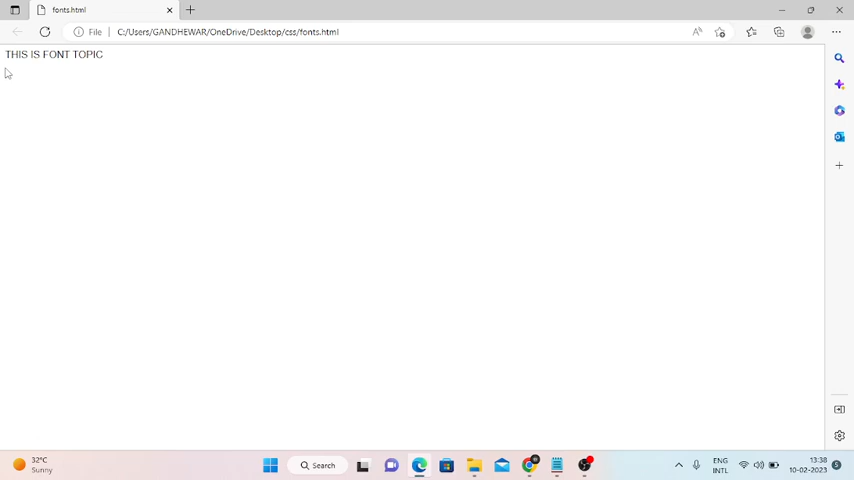 fonts.html
File
C:/Users/GANDHEWAR/OneDrive/Desktop/css/fonts.html
THIS IS FONT TOPIC
32°C
Sunny
Search
ENG
INTL
13:38
10-02-2023
5